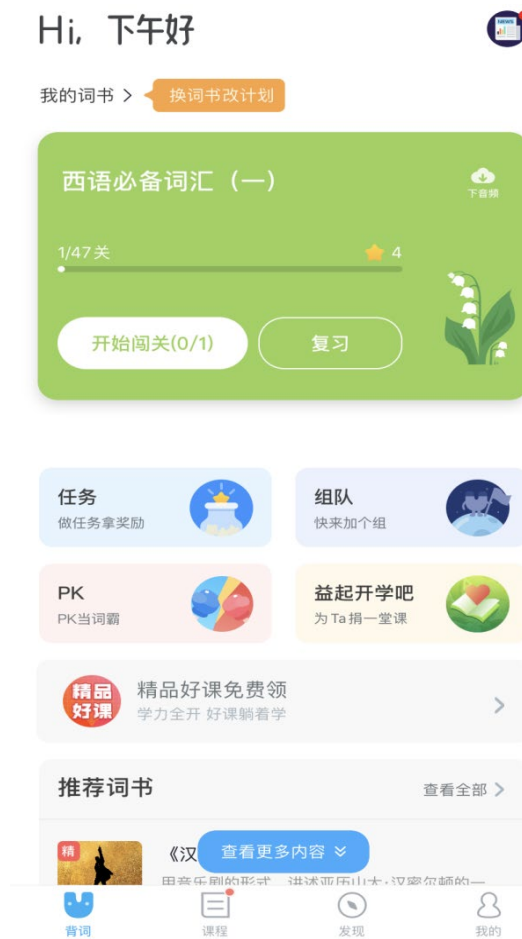 Hi, 下午好
NEWS
我的词书 >
换词书改计划
西语必备词汇（一）
下音频
1/47关
4
开始闯关(0/1)
复习
任务
做任务拿奖励
组队
快来加个组
PK
PK当词霸
益起开学吧
为Ta捐一堂课
精品好课
精品好课免费领
学力全开 好课躺着学
推荐词书
查看全部
精
《汉
查看更多内容
用音乐剧的形式，讲述亚历山大·汉密尔顿的一
背词
课程
发现
我的